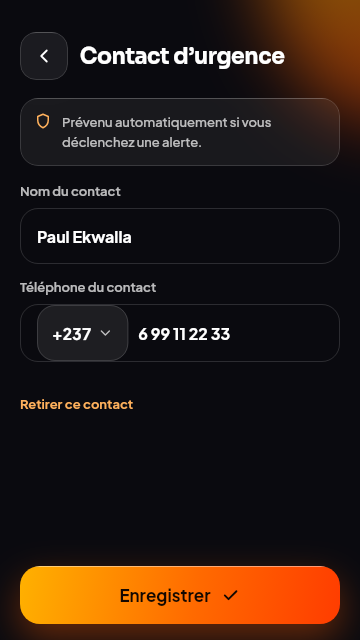 Contact d’urgence
Prévenu automatiquement si vous
déclenchez une alerte.
Nom du contact
Paul Ekwalla
Téléphone du contact
+237 6 99 11 22 33
Retirer ce contact
Enregistrer